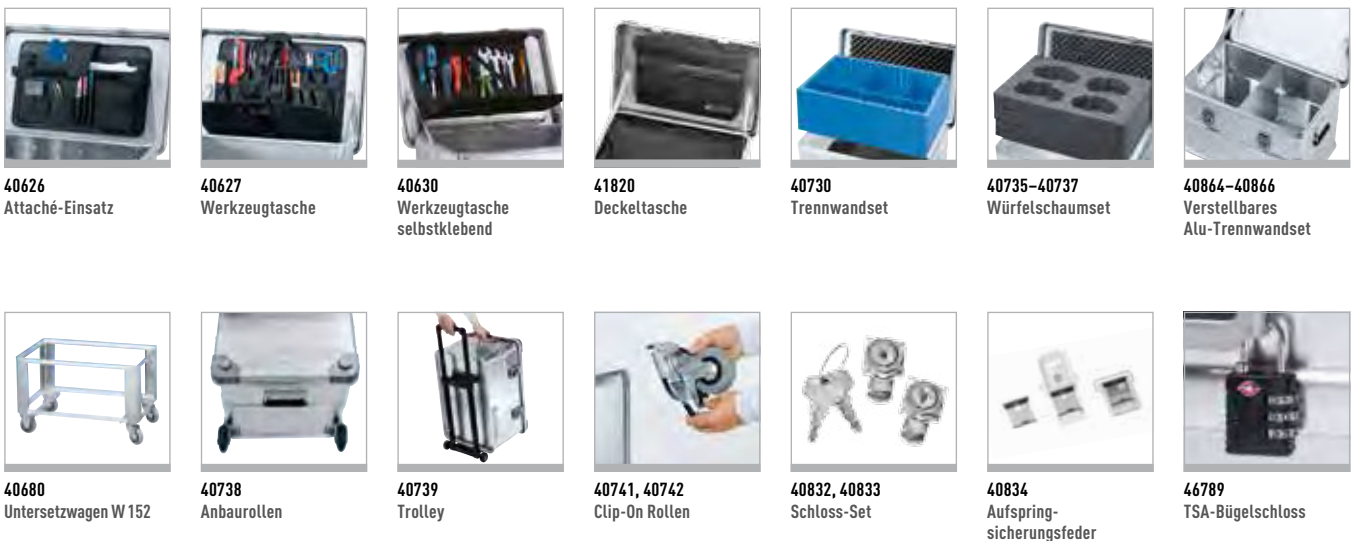 40626
Attaché-Einsatz
40627
Werkzeugtasche
40630
Werkzeugtasche
selbstklebend
41820
Deckeltasche
40730
Trennwandset
40735–40737
Würfelschaumset
40864–40866
Verstellbares
Alu-Trennwandset
40680
Untersetzwagen W 152
40738
Anbaurollen
40739
Trolley
40741, 40742
Clip-On Rollen
40832, 40833
Schloss-Set
40834
Aufspring-
sicherungsfeder
46789
TSA-Bügelschloss